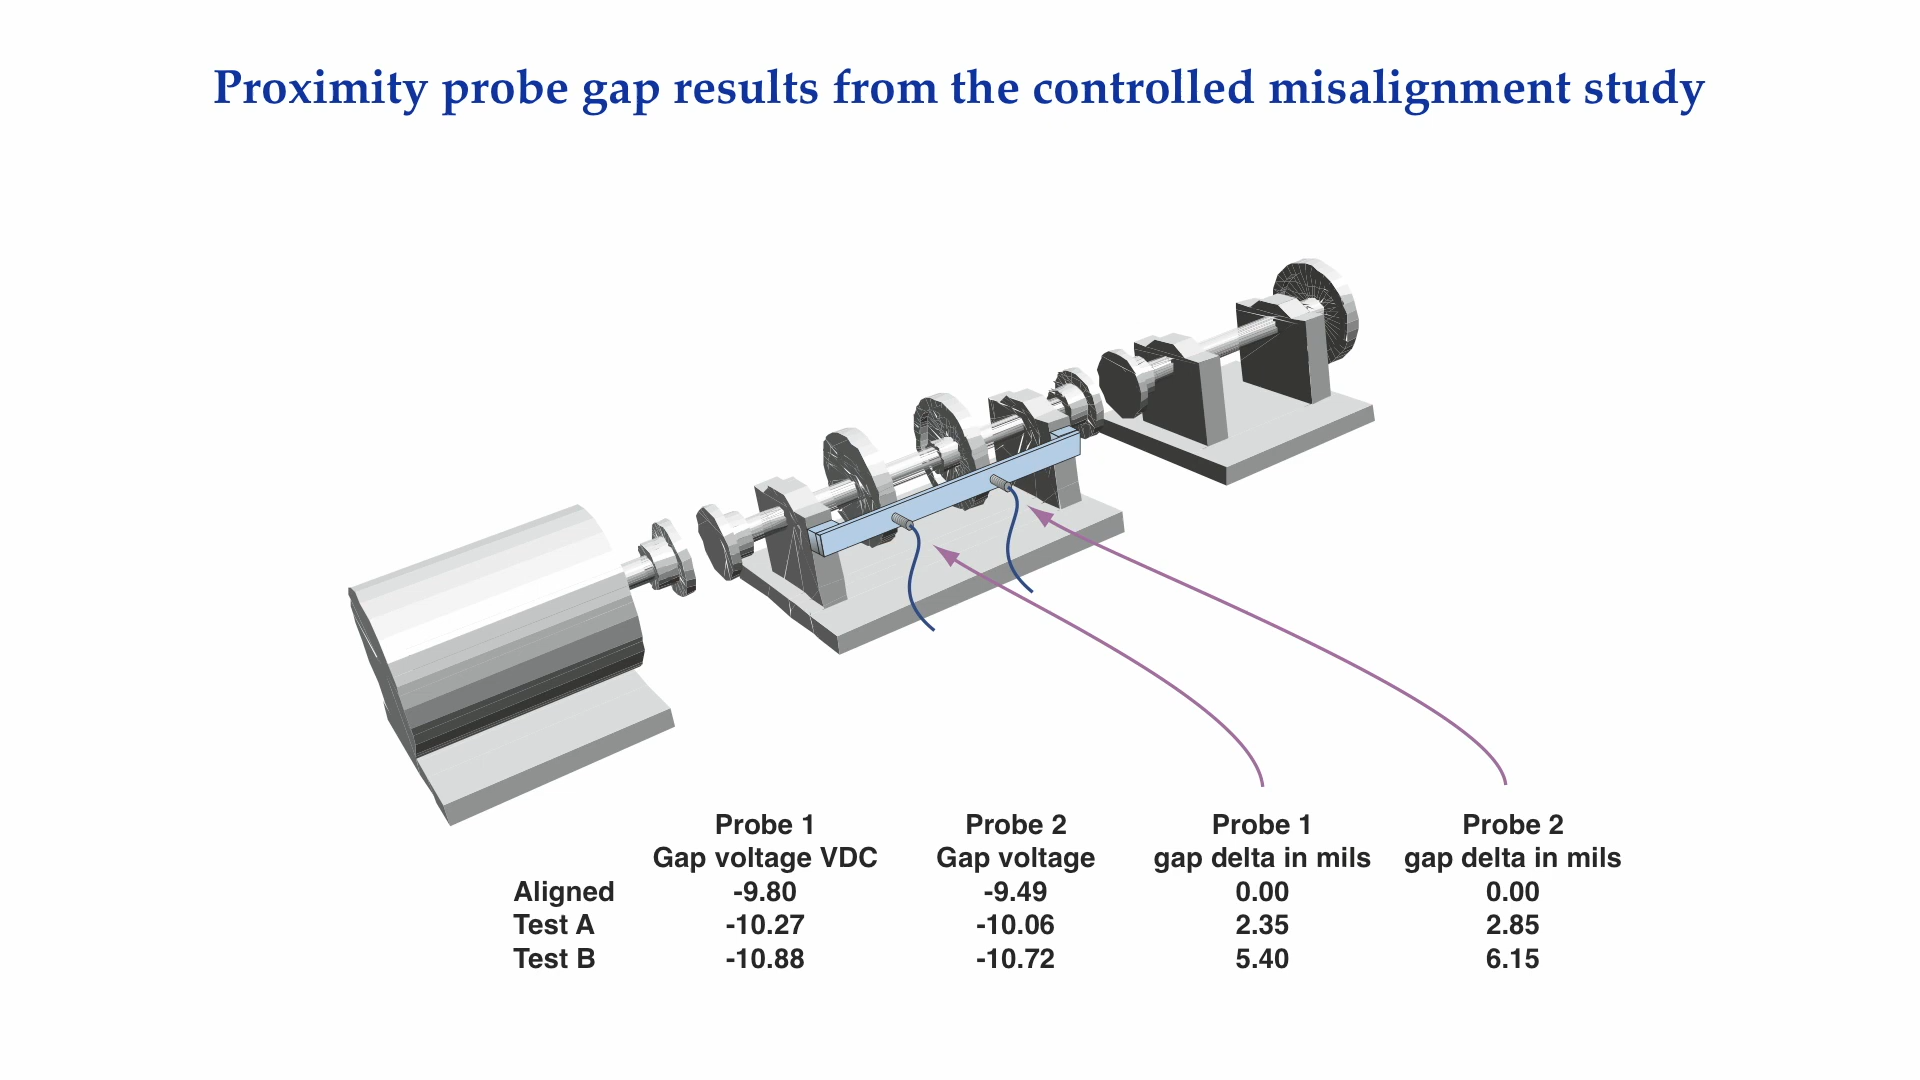 Proximity probe gap results from the controlled misalignment study
Probe 1 Probe 2 Probe 1 Probe 2
Gap voltage VDC Gap voltage gap delta in mils gap delta in mils
Aligned -9.80 -9.49 0.00 0.00
Test A -10.27 -10.06 2.35 2.85
Test B -10.88 -10.72 5.40 6.15